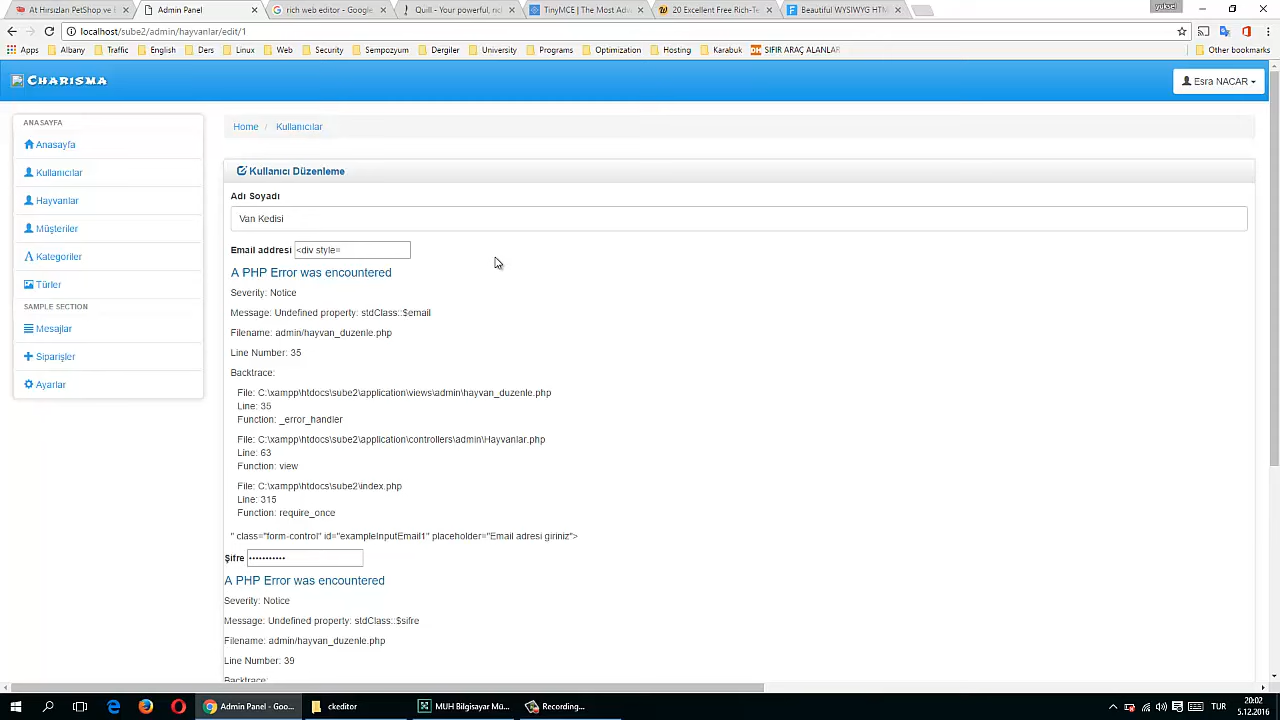 At Hırsızları PetShop ve I
Admin Panel
rich web editor - Google
Quill - Your powerful, ric
TinyMCE | The Most Adv
20 Excellent Free Rich-Te
Beautiful WYSIWYG HTM
yuksel
localhost/sube2/admin/hayvanlar/edit/1
Apps Albany Traffic English Ders Linux Web Security Sempozyum Dergiler University Programs Optimization Hosting Karabuk SIFIR ARAÇ ALANLAR Other bookmarks
CHARISMA
Esra NACAR
ANASAYFA
Anasayfa
Kullanıcılar
Hayvanlar
Müşteriler
Kategoriler
Türler
SAMPLE SECTION
Mesajlar
Siparişler
Ayarlar
Home / Kullanıcılar
Kullanıcı Düzenleme
Adı Soyadı
Van Kedisi
Email addresi <div style=
A PHP Error was encountered
Severity: Notice
Message: Undefined property: stdClass::$email
Filename: admin/hayvan_duzenle.php
Line Number: 35
Backtrace:
File: C:\xampp\htdocs\sube2\application\views\admin\hayvan_duzenle.php
Line: 35
Function: _error_handler
File: C:\xampp\htdocs\sube2\application\controllers\admin\Hayvanlar.php
Line: 63
Function: view
File: C:\xampp\htdocs\sube2\index.php
Line: 315
Function: require_once
" class="form-control" id="exampleInputEmail1" placeholder="Email adresi giriniz">
Şifre •••••••••••
A PHP Error was encountered
Severity: Notice
Message: Undefined property: stdClass::$sifre
Filename: admin/hayvan_duzenle.php
Line Number: 39
Backtrace:
Admin Panel - Goo...
ckeditor
MUH Bilgisayar Mü...
Recording...
TUR
20:02
5.12.2016